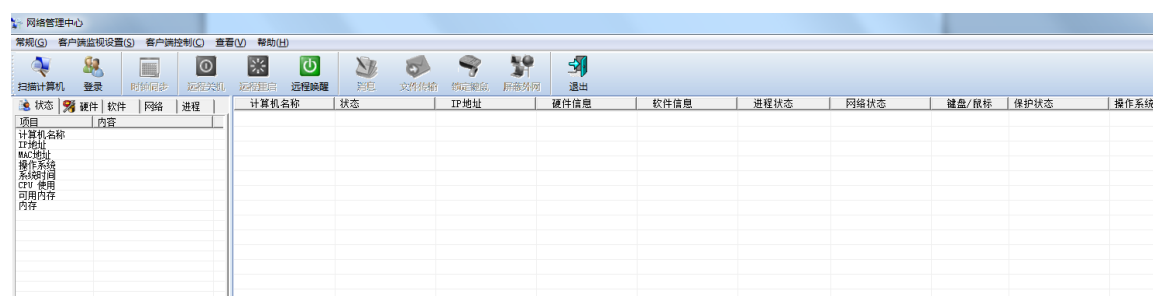 网络管理中心
常规(G) 客户端监视设置(S) 客户端控制(C) 查看(V) 帮助(H)
扫描计算机 登录 时钟同步 远程关机 远程重启 远程唤醒 消息 文件传输 锁定键鼠 屏蔽外网 退出
状态 硬件 软件 网络 进程
计算机名称 状态 IP地址 硬件信息 软件信息 进程状态 网络状态 键盘/鼠标 保护状态 操作系统
项目 内容
计算机名称
IP地址
MAC地址
操作系统
系统时间
CPU 使用
可用内存
内存